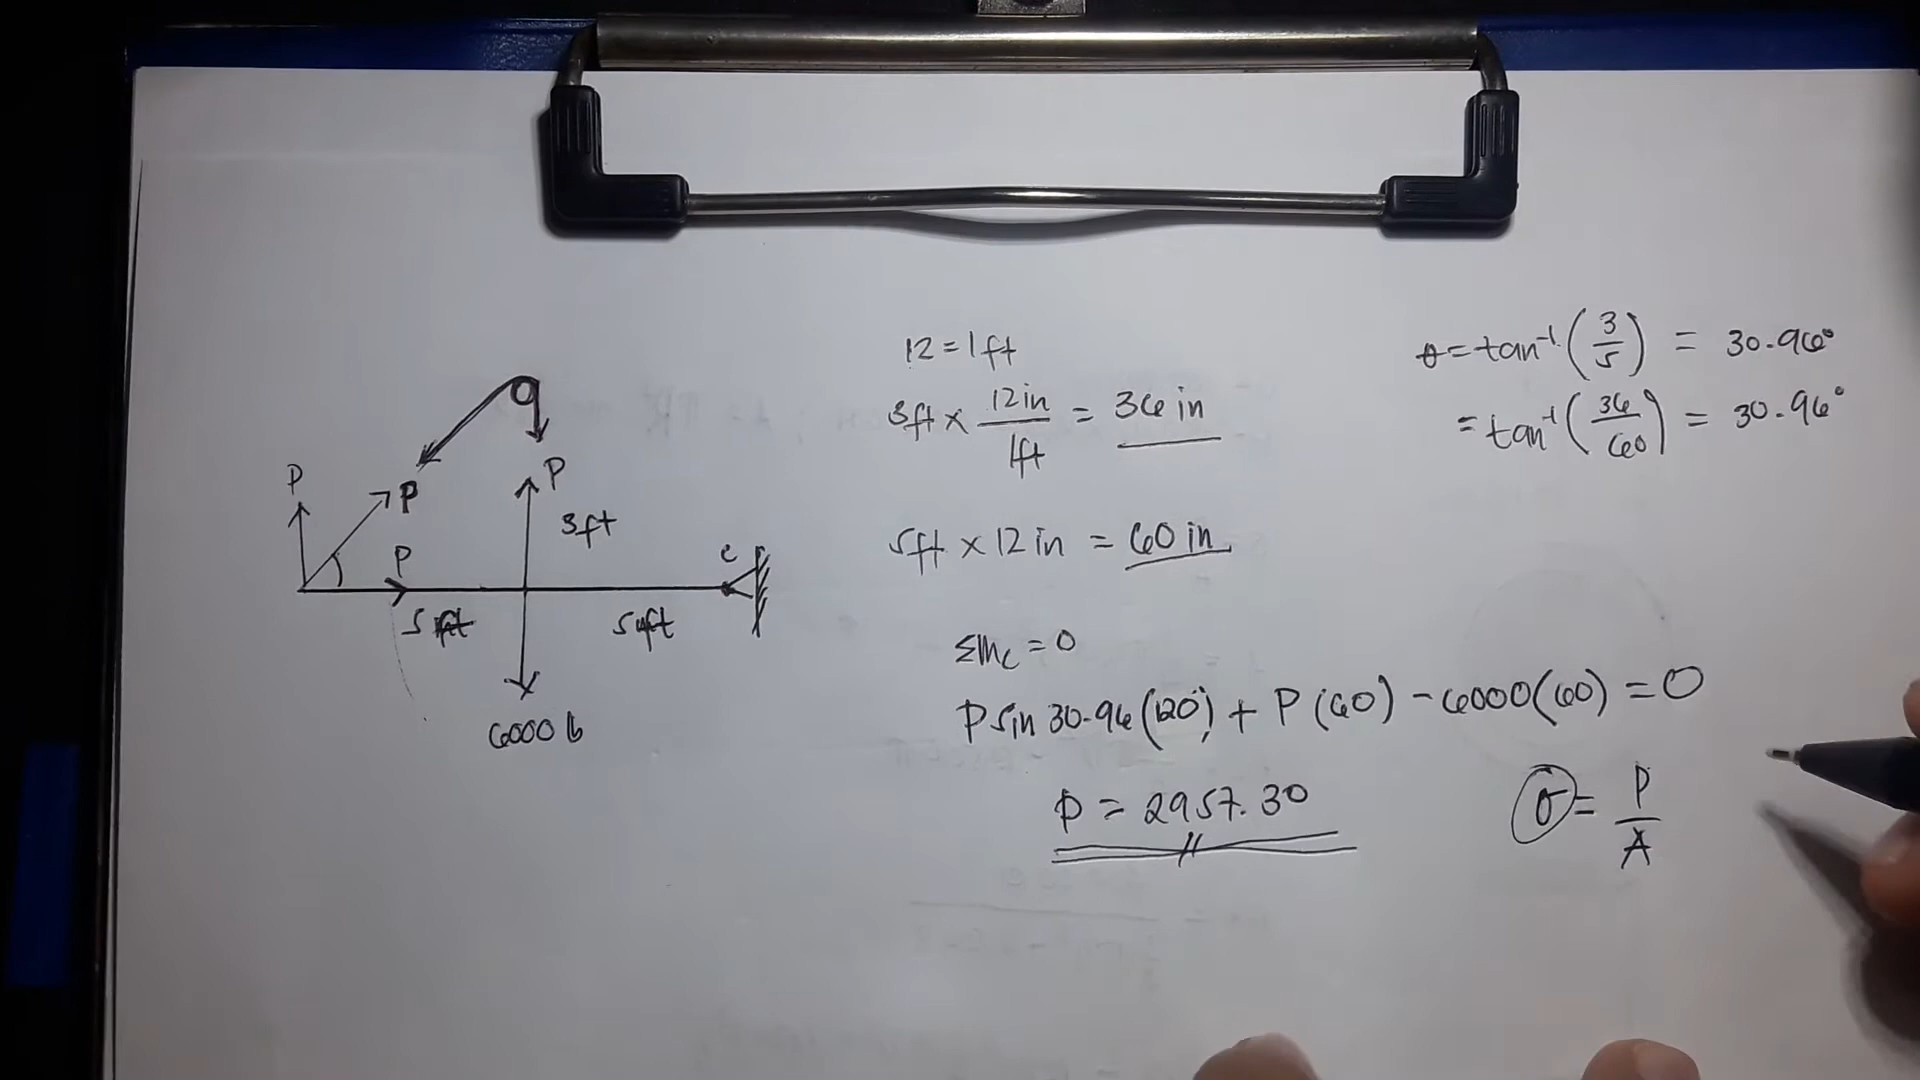 P
P
P
P
3ft
C
5ft
5ft
6000 lb
12 = 1ft
3ft x 12in / 1ft = 36 in
5ft x 12 in = 60 in
θ = tan⁻¹ (3/5) = 30.96°
= tan⁻¹ (36/60) = 30.96°
ΣMc = 0
P sin 30.96 (120) + P (60) - 6000 (60) = 0
P = 2957.30
σ = P / A